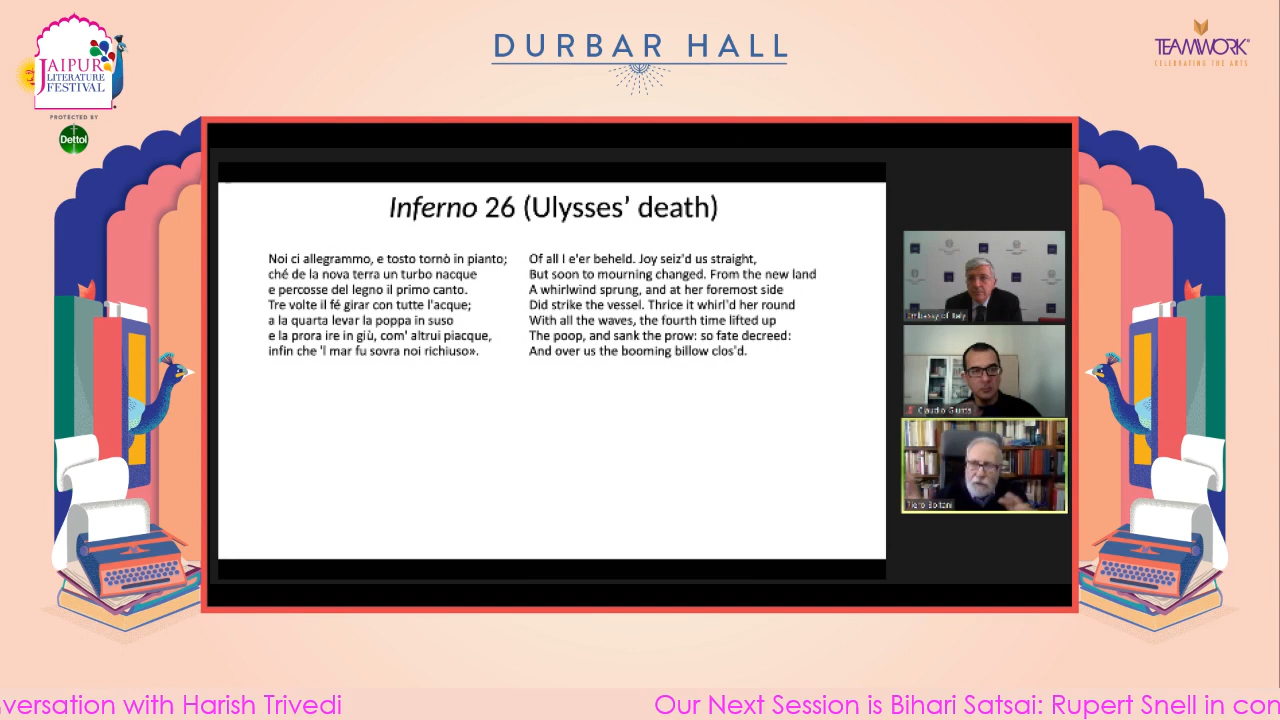 JAIPUR
LITERATURE
FESTIVAL
PROTECTED BY
Dettol
DURBAR HALL
TEAMWORK
CELEBRATING THE ARTS
Inferno 26 (Ulysses' death)
Noi ci allegrammo, e tosto tornò in pianto;
ché de la nova terra un turbo nacque
e percosse del legno il primo canto.
Tre volte il fé girar con tutte l'acque;
a la quarta levar la poppa in suso
e la prora ire in giù, com' altrui piacque,
infin che 'l mar fu sovra noi richiuso».
Of all I e'er beheld. Joy seiz'd us straight,
But soon to mourning changed. From the new land
A whirlwind sprung, and at her foremost side
Did strike the vessel. Thrice it whirl'd her round
With all the waves, the fourth time lifted up
The poop, and sank the prow: so fate decreed:
And over us the booming billow clos'd.
Embassy of Italy
Claudio Giunta
Piero Boitani
nversation with Harish Trivedi
Our Next Session is Bihari Satsai: Rupert Snell in con